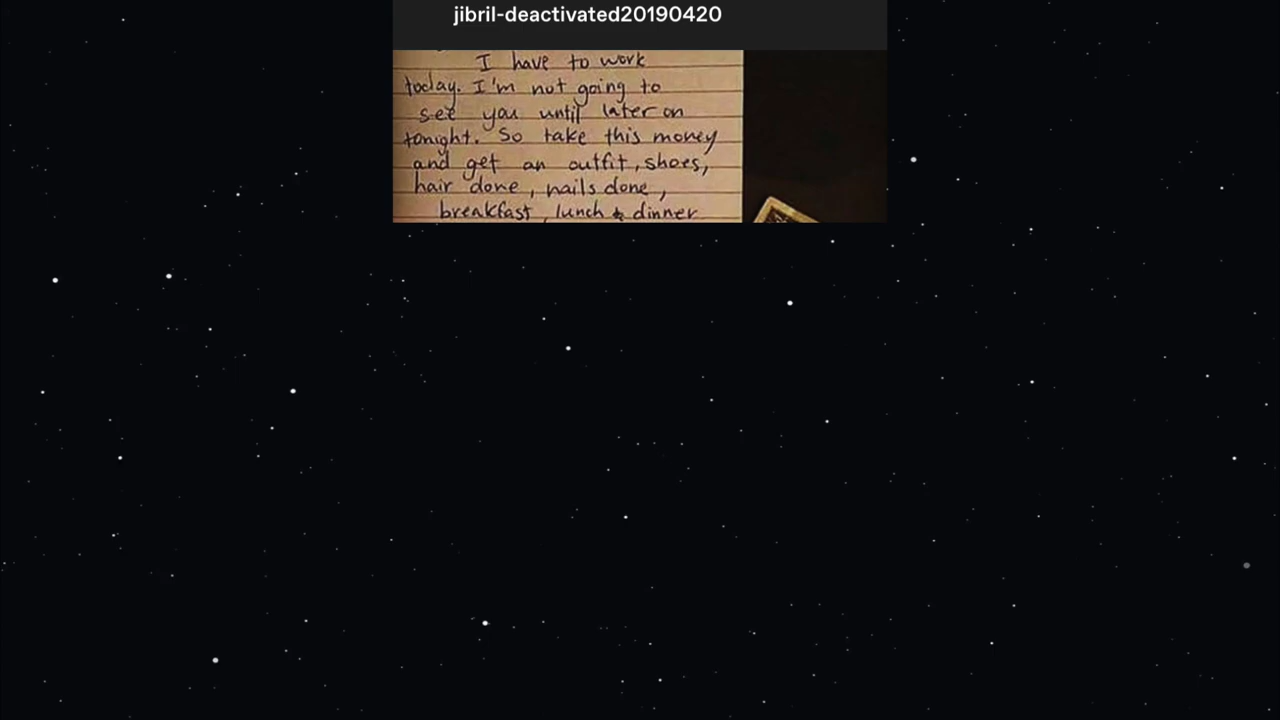 jibril-deactivated20190420
I have to work
today. I'm not going to
see you until later on
tonight. So take this money
and get an outfit, shoes,
hair done, nails done,
breakfast, lunch & dinner